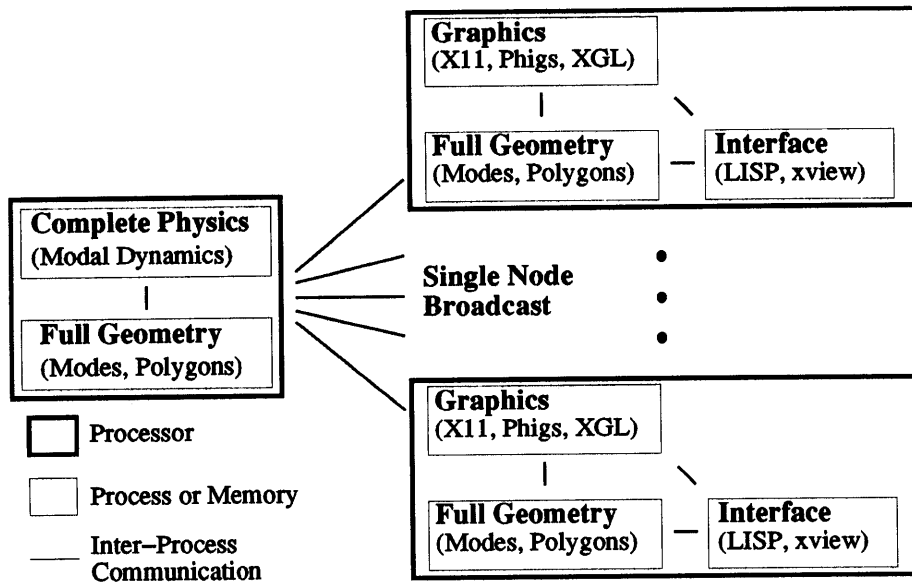 Graphics
(X11, Phigs, XGL)
Full Geometry
(Modes, Polygons)
Interface
(LISP, xview)
Complete Physics
(Modal Dynamics)
Full Geometry
(Modes, Polygons)
Single Node
Broadcast
Graphics
(X11, Phigs, XGL)
Full Geometry
(Modes, Polygons)
Interface
(LISP, xview)
Processor
Process or Memory
Inter–Process
Communication